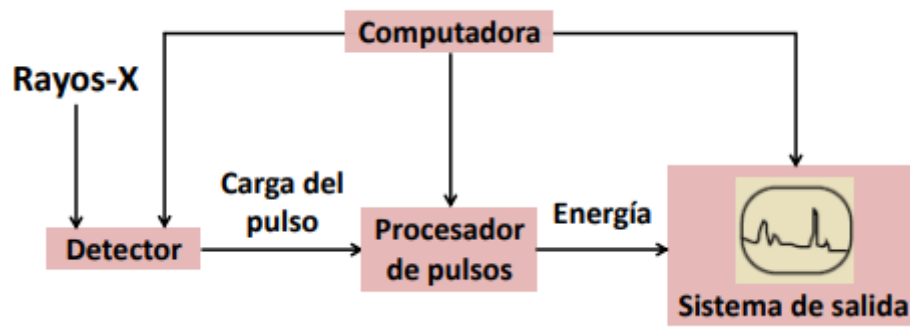 Computadora
Rayos-X
Carga del
pulso
Energía
Detector
Procesador
de pulsos
Sistema de salida